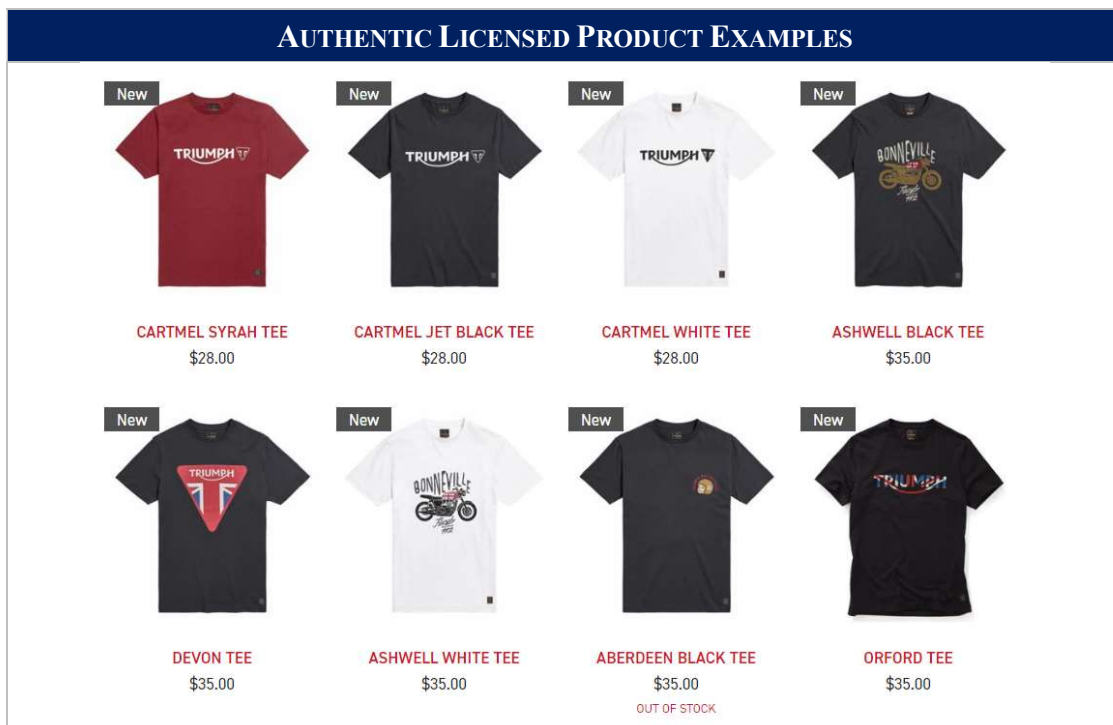 AUTHENTIC LICENSED PRODUCT EXAMPLES
New New New New
TRIUMPH TRIUMPH TRIUMPH BONNEVILLE
CARTMEL SYRAH TEE CARTMEL JET BLACK TEE CARTMEL WHITE TEE ASHWELL BLACK TEE
$28.00 $28.00 $28.00 $35.00
New New New New
TRIUMPH BONNEVILLE TRIUMPH
DEVON TEE ASHWELL WHITE TEE ABERDEEN BLACK TEE ORFORD TEE
$35.00 $35.00 $35.00 $35.00
OUT OF STOCK